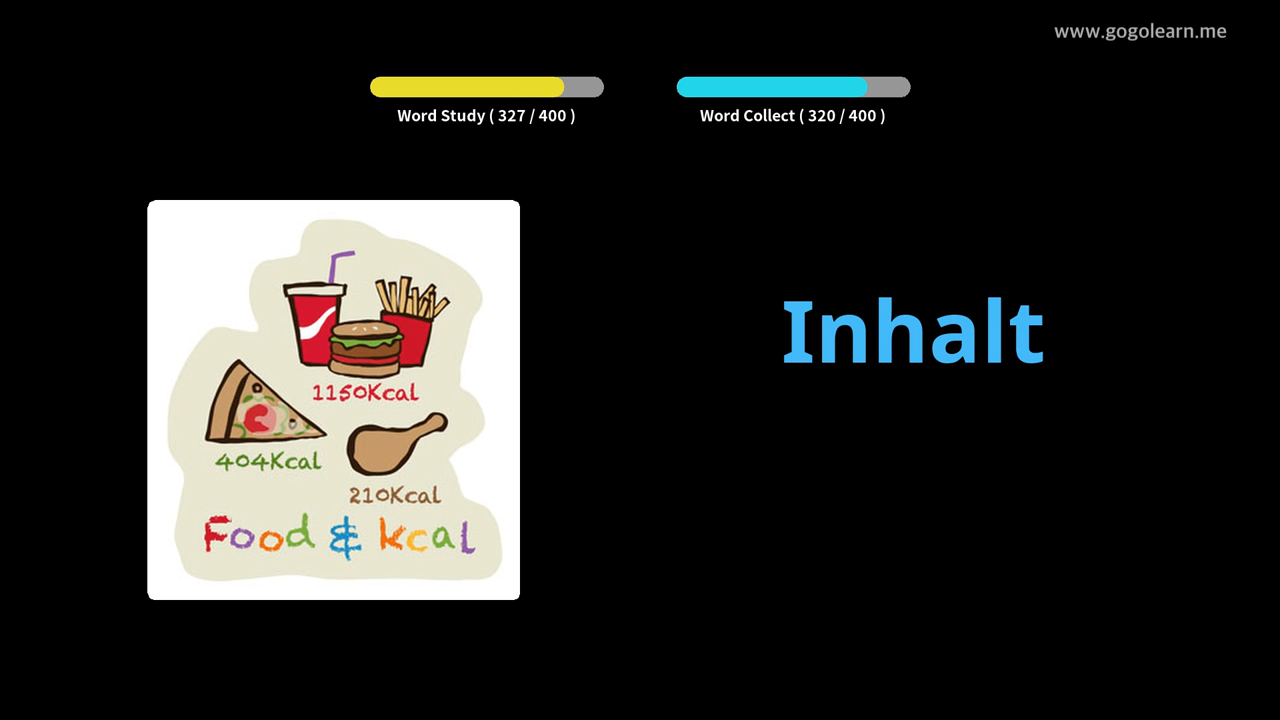 www.gogolearn.me
Word Study ( 327 / 400 )
Word Collect ( 320 / 400 )
Inhalt
1150Kcal
404Kcal
210Kcal
Food & kcal